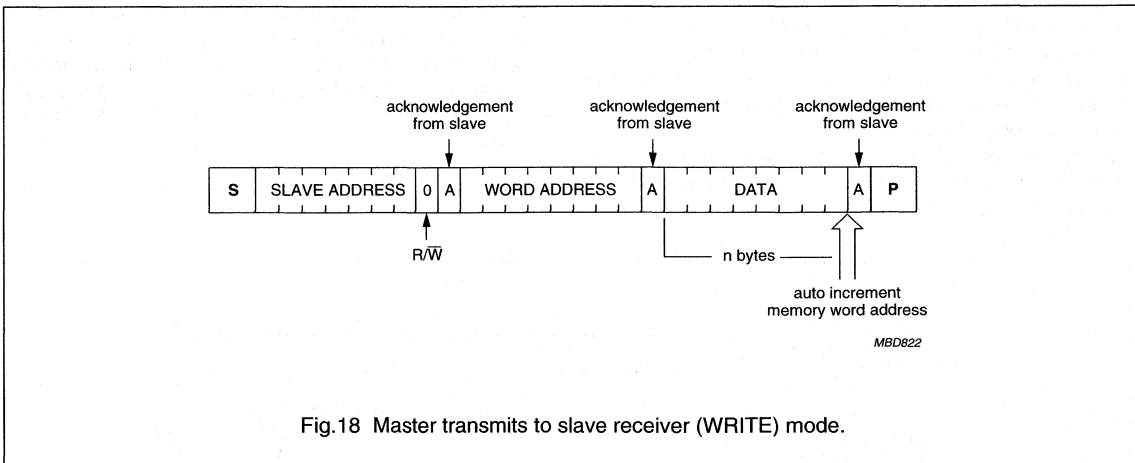 acknowledgement from slave
acknowledgement from slave
acknowledgement from slave
S SLAVE ADDRESS 0 A WORD ADDRESS A DATA A P
R/W̅
n bytes
auto increment
memory word address
MBD822
Fig.18 Master transmits to slave receiver (WRITE) mode.